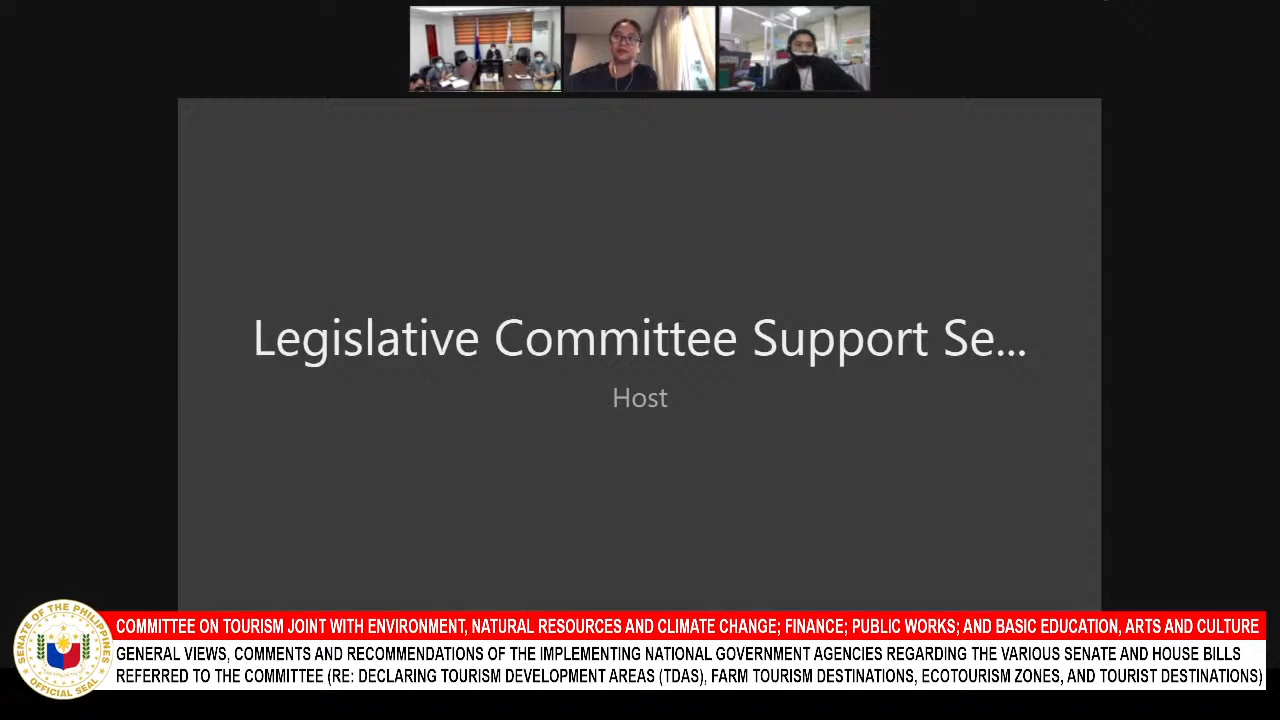 Legislative Committee Support Se...
Host
SENATE OF THE PHILIPPINES
OFFICIAL SEAL
COMMITTEE ON TOURISM JOINT WITH ENVIRONMENT, NATURAL RESOURCES AND CLIMATE CHANGE; FINANCE; PUBLIC WORKS; AND BASIC EDUCATION, ARTS AND CULTURE
GENERAL VIEWS, COMMENTS AND RECOMMENDATIONS OF THE IMPLEMENTING NATIONAL GOVERNMENT AGENCIES REGARDING THE VARIOUS SENATE AND HOUSE BILLS
REFERRED TO THE COMMITTEE (RE: DECLARING TOURISM DEVELOPMENT AREAS (TDAS), FARM TOURISM DESTINATIONS, ECOTOURISM ZONES, AND TOURIST DESTINATIONS)